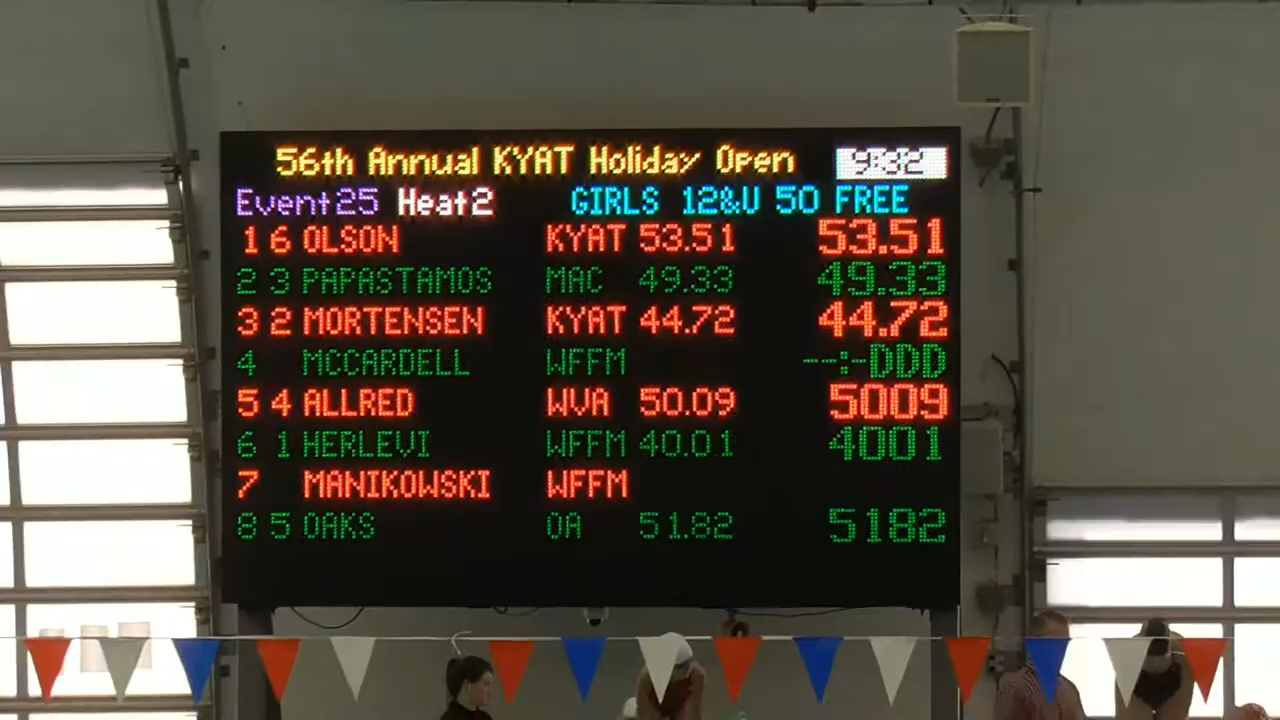 56th Annual KYAT Holiday Open 9:32
Event25 Heat2 GIRLS 12&U 50 FREE
1 6 OLSON KYAT 53.51 53.51
2 3 PAPASTAMOS MAC 49.33 49.33
3 2 MORTENSEN KYAT 44.72 44.72
4 MCCARDELL WFFM --:-DDD
5 4 ALLRED WVA 50.09 5009
6 1 HERLEVI WFFM 40.01 4001
7 MANIKOWSKI WFFM
8 5 OAKS OA 51.82 5182